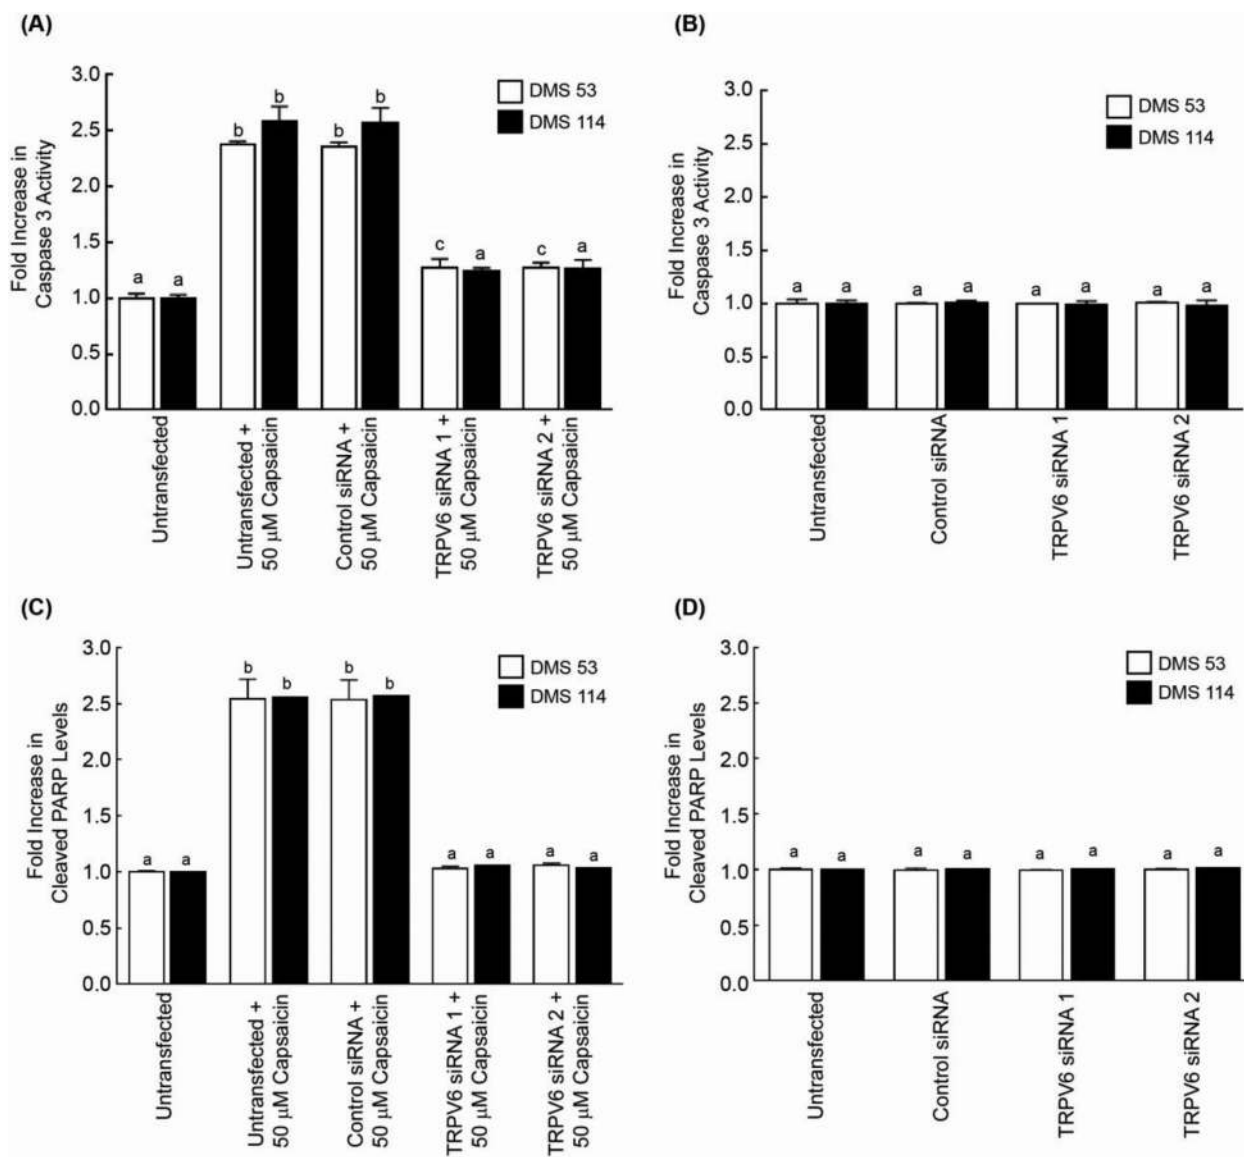 (A)
Fold Increase in
Caspase 3 Activity
3.0
2.5
2.0
1.5
1.0
0.5
0.0
DMS 53
DMS 114
a
a
b
b
b
b
c
a
c
a
Untransfected
Untransfected +
50 μM Capsaicin
Control siRNA +
50 μM Capsaicin
TRPV6 siRNA 1 +
50 μM Capsaicin
TRPV6 siRNA 2 +
50 μM Capsaicin
(B)
Fold Increase in
Caspase 3 Activity
3.0
2.5
2.0
1.5
1.0
0.5
0.0
DMS 53
DMS 114
a
a
a
a
a
a
a
a
Untransfected
Control siRNA
TRPV6 siRNA 1
TRPV6 siRNA 2
(C)
Fold Increase in
Cleaved PARP Levels
3.0
2.5
2.0
1.5
1.0
0.5
0.0
DMS 53
DMS 114
a
a
b
b
b
b
a
a
a
a
Untransfected
Untransfected +
50 μM Capsaicin
Control siRNA +
50 μM Capsaicin
TRPV6 siRNA 1 +
50 μM Capsaicin
TRPV6 siRNA 2 +
50 μM Capsaicin
(D)
Fold Increase in
Cleaved PARP Levels
3.0
2.5
2.0
1.5
1.0
0.5
0.0
DMS 53
DMS 114
a
a
a
a
a
a
a
a
Untransfected
Control siRNA
TRPV6 siRNA 1
TRPV6 siRNA 2